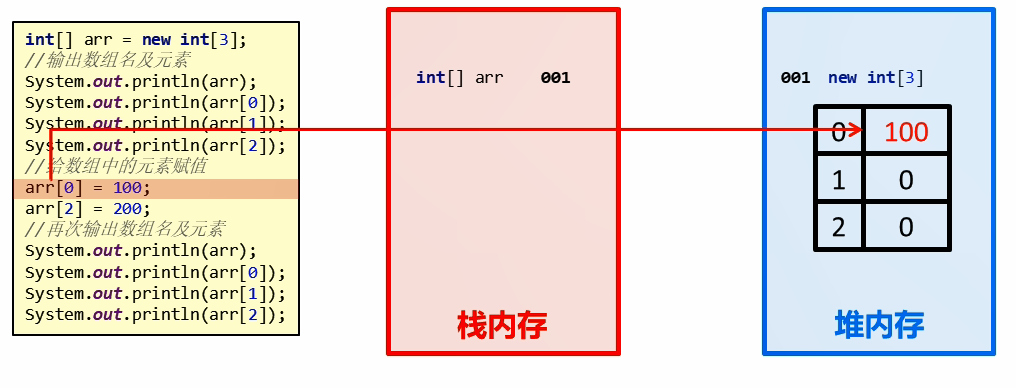 int[] arr = new int[3];
//输出数组名及元素
System.out.println(arr);
System.out.println(arr[0]);
System.out.println(arr[1]);
System.out.println(arr[2]);
//给数组中的元素赋值
arr[0] = 100;
arr[2] = 200;
//再次输出数组名及元素
System.out.println(arr);
System.out.println(arr[0]);
System.out.println(arr[1]);
System.out.println(arr[2]);
int[] arr 001
栈内存
001 new int[3]
0 100
1 0
2 0
堆内存